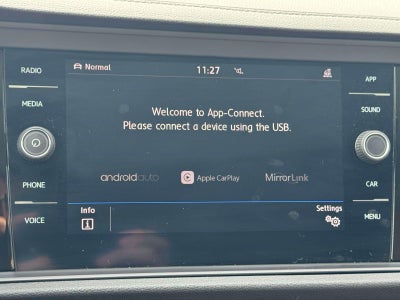 RADIO
MEDIA
PHONE
VOICE
Normal
11:27
Welcome to App-Connect.
Please connect a device using the USB.
androidauto
Apple CarPlay
MirrorLink
Info
Settings
APP
SOUND
CAR
MENU